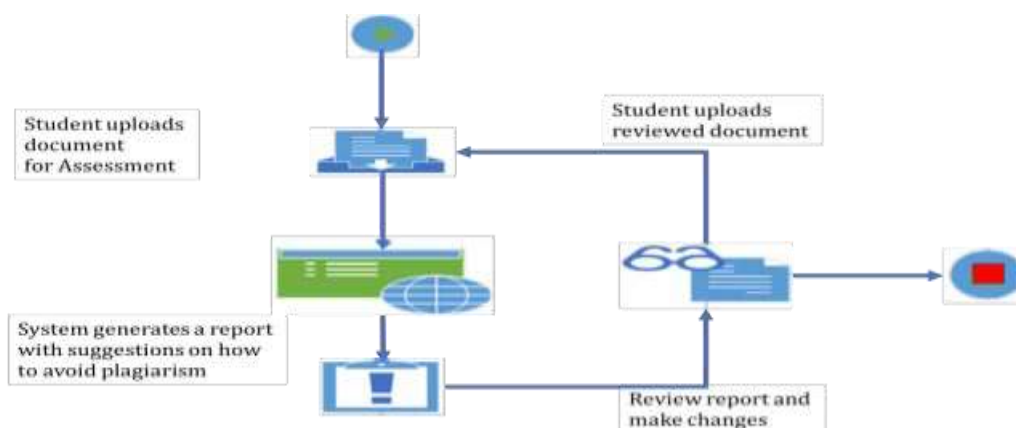 Student uploads
document
for Assessment
Student uploads
reviewed document
System generates a report
with suggestions on how
to avoid plagiarism
Review report and
make changes